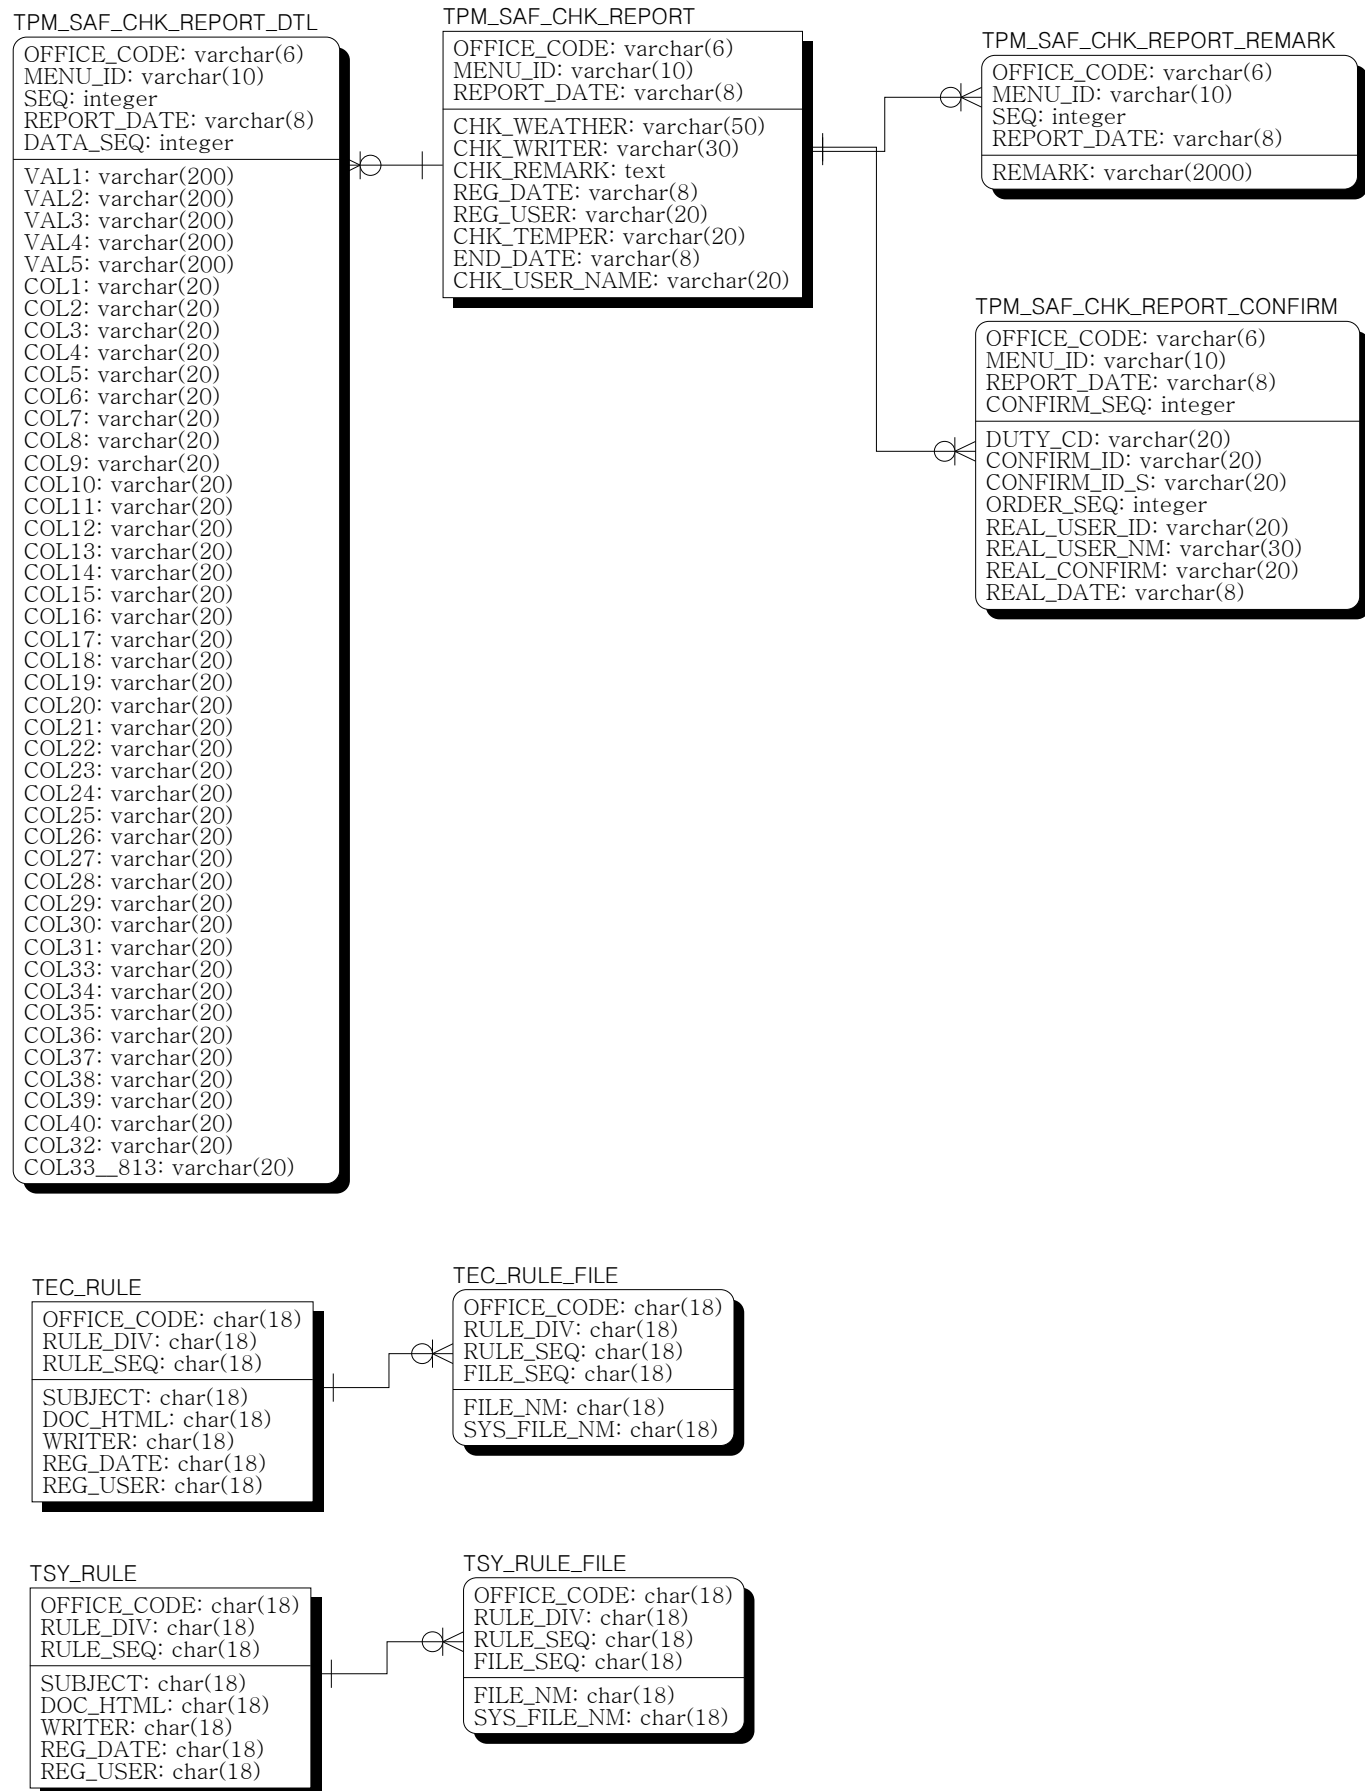 TPM_SAF_CHK_REPORT_DTL
OFFICE_CODE: varchar(6)
MENU_ID: varchar(10)
SEQ: integer
REPORT_DATE: varchar(8)
DATA_SEQ: integer
VAL1: varchar(200)
VAL2: varchar(200)
VAL3: varchar(200)
VAL4: varchar(200)
VAL5: varchar(200)
COL1: varchar(20)
COL2: varchar(20)
COL3: varchar(20)
COL4: varchar(20)
COL5: varchar(20)
COL6: varchar(20)
COL7: varchar(20)
COL8: varchar(20)
COL9: varchar(20)
COL10: varchar(20)
COL11: varchar(20)
COL12: varchar(20)
COL13: varchar(20)
COL14: varchar(20)
COL15: varchar(20)
COL16: varchar(20)
COL17: varchar(20)
COL18: varchar(20)
COL19: varchar(20)
COL20: varchar(20)
COL21: varchar(20)
COL22: varchar(20)
COL23: varchar(20)
COL24: varchar(20)
COL25: varchar(20)
COL26: varchar(20)
COL27: varchar(20)
COL28: varchar(20)
COL29: varchar(20)
COL30: varchar(20)
COL31: varchar(20)
COL33: varchar(20)
COL34: varchar(20)
COL35: varchar(20)
COL36: varchar(20)
COL37: varchar(20)
COL38: varchar(20)
COL39: varchar(20)
COL40: varchar(20)
COL32: varchar(20)
COL33__813: varchar(20)
TPM_SAF_CHK_REPORT
OFFICE_CODE: varchar(6)
MENU_ID: varchar(10)
REPORT_DATE: varchar(8)
CHK_WEATHER: varchar(50)
CHK_WRITER: varchar(30)
CHK_REMARK: text
REG_DATE: varchar(8)
REG_USER: varchar(20)
CHK_TEMPER: varchar(20)
END_DATE: varchar(8)
CHK_USER_NAME: varchar(20)
TPM_SAF_CHK_REPORT_REMARK
OFFICE_CODE: varchar(6)
MENU_ID: varchar(10)
SEQ: integer
REPORT_DATE: varchar(8)
REMARK: varchar(2000)
TPM_SAF_CHK_REPORT_CONFIRM
OFFICE_CODE: varchar(6)
MENU_ID: varchar(10)
REPORT_DATE: varchar(8)
CONFIRM_SEQ: integer
DUTY_CD: varchar(20)
CONFIRM_ID: varchar(20)
CONFIRM_ID_S: varchar(20)
ORDER_SEQ: integer
REAL_USER_ID: varchar(20)
REAL_USER_NM: varchar(30)
REAL_CONFIRM: varchar(20)
REAL_DATE: varchar(8)
TEC_RULE
OFFICE_CODE: char(18)
RULE_DIV: char(18)
RULE_SEQ: char(18)
SUBJECT: char(18)
DOC_HTML: char(18)
WRITER: char(18)
REG_DATE: char(18)
REG_USER: char(18)
TEC_RULE_FILE
OFFICE_CODE: char(18)
RULE_DIV: char(18)
RULE_SEQ: char(18)
FILE_SEQ: char(18)
FILE_NM: char(18)
SYS_FILE_NM: char(18)
TSY_RULE
OFFICE_CODE: char(18)
RULE_DIV: char(18)
RULE_SEQ: char(18)
SUBJECT: char(18)
DOC_HTML: char(18)
WRITER: char(18)
REG_DATE: char(18)
REG_USER: char(18)
TSY_RULE_FILE
OFFICE_CODE: char(18)
RULE_DIV: char(18)
RULE_SEQ: char(18)
FILE_SEQ: char(18)
FILE_NM: char(18)
SYS_FILE_NM: char(18)